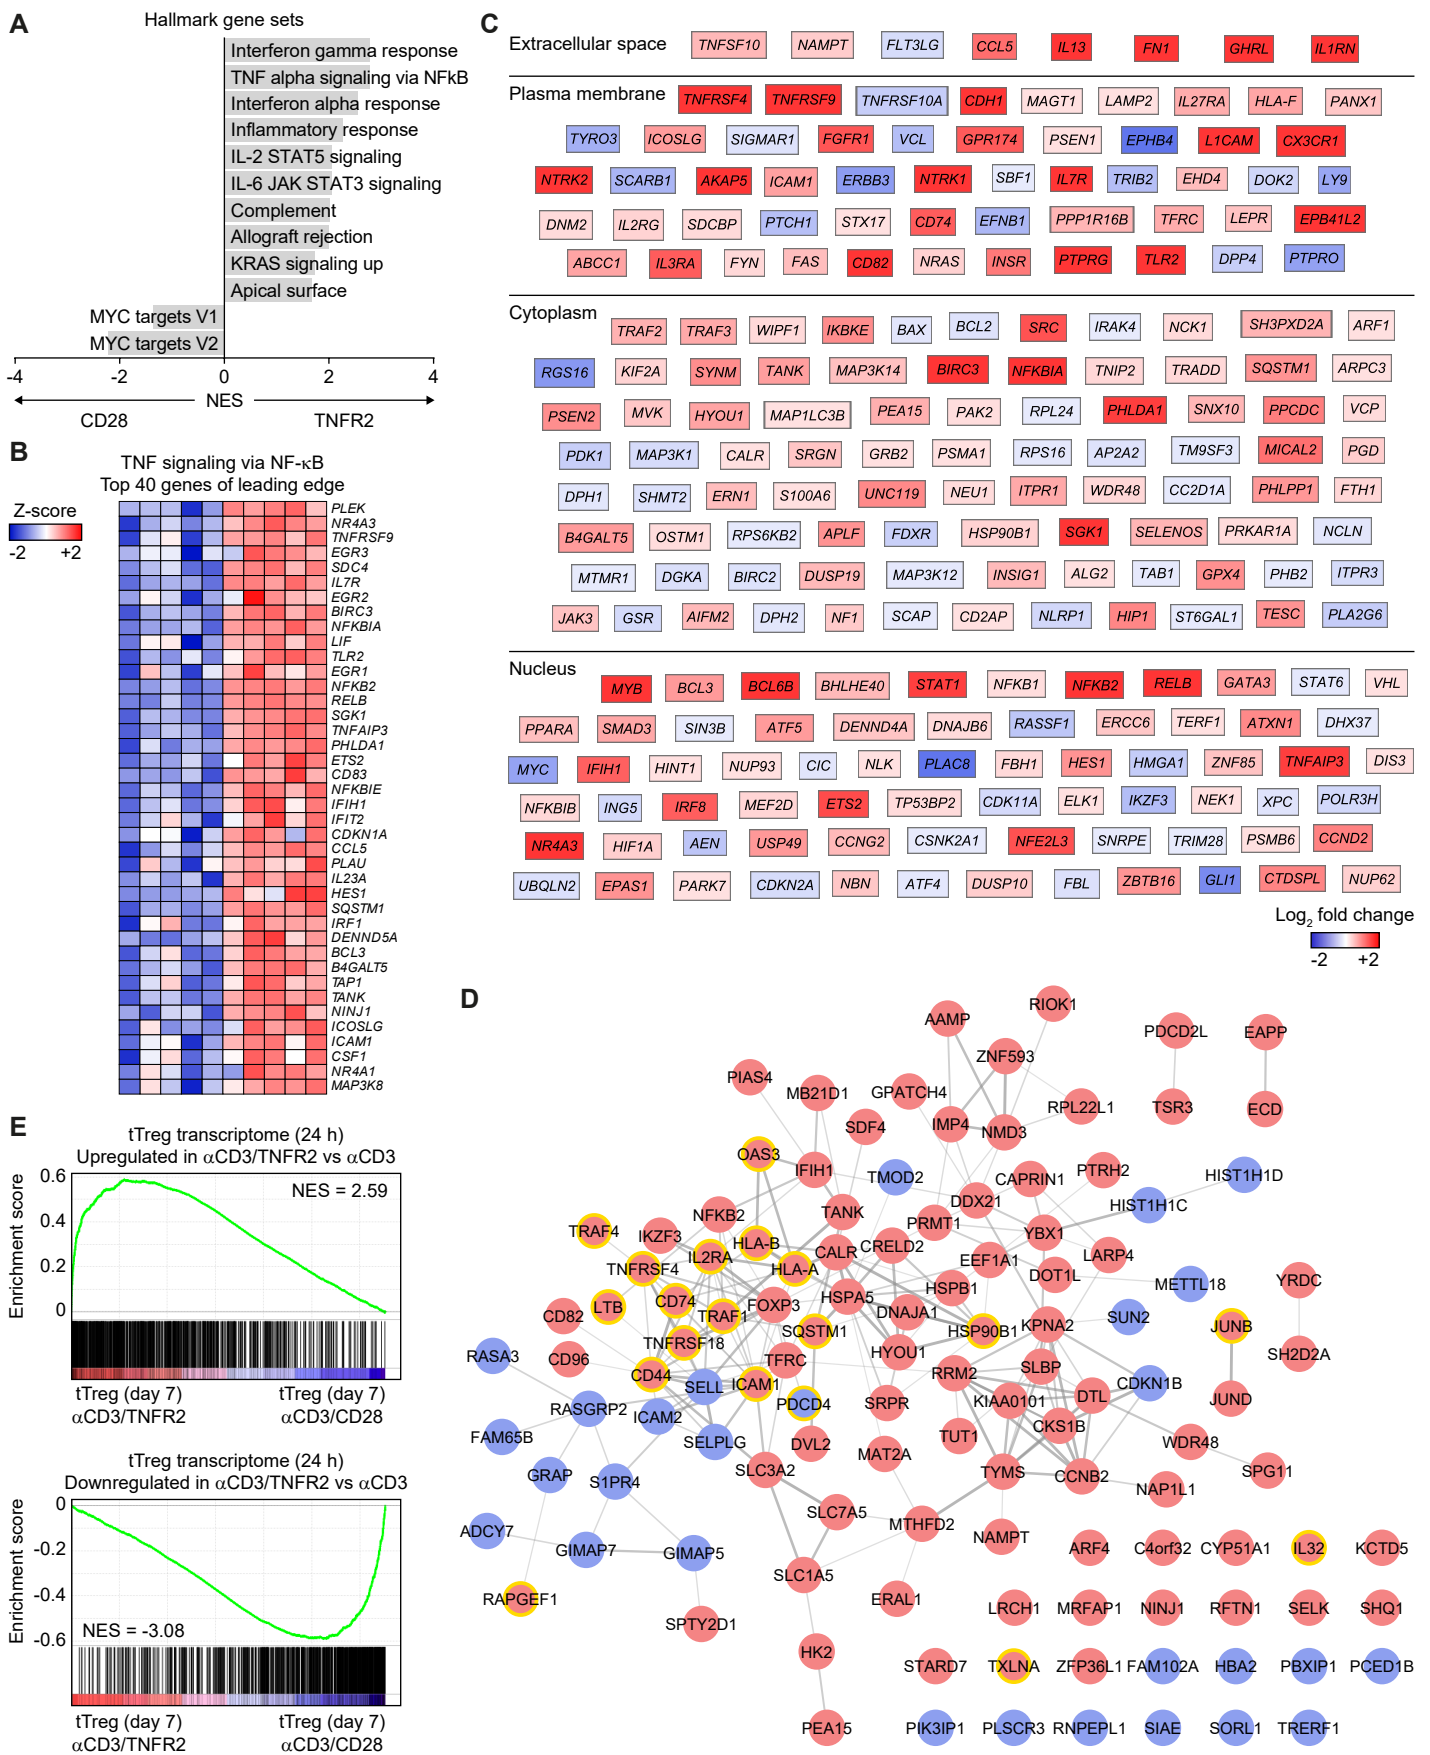 A
Hallmark gene sets
Interferon gamma response
TNF alpha signaling via NFkB
Interferon alpha response
Inflammatory response
IL-2 STAT5 signaling
IL-6 JAK STAT3 signaling
Complement
Allograft rejection
KRAS signaling up
Apical surface
MYC targets V1
MYC targets V2
-4 -2 0 2 4
NES
CD28 TNFR2
B
TNF signaling via NF-κB
Top 40 genes of leading edge
Z-score
-2 +2
PLEK
NR4A3
TNFRSF9
EGR3
SDC4
IL7R
EGR2
BIRC3
NFKBIA
LIF
TLR2
EGR1
NFKB2
RELB
SGK1
TNFAIP3
PHLDA1
ETS2
CD83
NFKBIE
IFIH1
IFIT2
CDKN1A
CCL5
PLAU
IL23A
HES1
SQSTM1
IRF1
DENND5A
BCL3
B4GALT5
TAP1
TANK
NINJ1
ICOSLG
ICAM1
CSF1
NR4A1
MAP3K8
C
Extracellular space
TNFSF10 NAMPT FLT3LG CCL5 IL13 FN1 GHRL IL1RN
Plasma membrane
TNFRSF4 TNFRSF9 TNFRSF10A CDH1 MAGT1 LAMP2 IL27RA HLA-F PANX1
TYRO3 ICOSLG SIGMAR1 FGFR1 VCL GPR174 PSEN1 EPHB4 L1CAM CX3CR1
NTRK2 SCARB1 AKAP5 ICAM1 ERBB3 NTRK1 SBF1 IL7R TRIB2 EHD4 DOK2 LY9
DNM2 IL2RG SDCBP PTCH1 STX17 CD74 EFNB1 PPP1R16B TFRC LEPR EPB41L2
ABCC1 IL3RA FYN FAS CD82 NRAS INSR PTPRG TLR2 DPP4 PTPRO
Cytoplasm
TRAF2 TRAF3 WIPF1 IKBKE BAX BCL2 SRC IRAK4 NCK1 SH3PXD2A ARF1
RGS16 KIF2A SYNM TANK MAP3K14 BIRC3 NFKBIA TNIP2 TRADD SQSTM1 ARPC3
PSEN2 MVK HYOU1 MAP1LC3B PEA15 PAK2 RPL24 PHLDA1 SNX10 PPCDC VCP
PDK1 MAP3K1 CALR SRGN GRB2 PSMA1 RPS16 AP2A2 TM9SF3 MICAL2 PGD
DPH1 SHMT2 ERN1 S100A6 UNC119 NEU1 ITPR1 WDR48 CC2D1A PHLPP1 FTH1
B4GALT5 OSTM1 RPS6KB2 APLF FDXR HSP90B1 SGK1 SELENOS PRKAR1A NCLN
MTMR1 DGKA BIRC2 DUSP19 MAP3K12 INSIG1 ALG2 TAB1 GPX4 PHB2 ITPR3
JAK3 GSR AIFM2 DPH2 NF1 SCAP CD2AP NLRP1 HIP1 ST6GAL1 TESC PLA2G6
Nucleus
MYB BCL3 BCL6B BHLHE40 STAT1 NFKB1 NFKB2 RELB GATA3 STAT6 VHL
PPARA SMAD3 SIN3B ATF5 DENND4A DNAJB6 RASSF1 ERCC6 TERF1 ATXN1 DHX37
MYC IFIH1 HINT1 NUP93 CIC NLK PLAC8 FBH1 HES1 HMGA1 ZNF85 TNFAIP3 DIS3
NFKBIB ING5 IRF8 MEF2D ETS2 TP53BP2 CDK11A ELK1 IKZF3 NEK1 XPC POLR3H
NR4A3 HIF1A AEN USP49 CCNG2 CSNK2A1 NFE2L3 SNRPE TRIM28 PSMB6 CCND2
UBQLN2 EPAS1 PARK7 CDKN2A NBN ATF4 DUSP10 FBL ZBTB16 GLI1 CTDSPL NUP62
Log2 fold change
-2 +2
D
RIOK1
AAMP
PDCD2L EAPP
ZNF593
PIAS4
MB21D1 GPATCH4
RPL22L1 TSR3 ECD
SDF4 IMP4 NMD3
OAS3
IFIH1 TMOD2 CAPRIN1 PTRH2 HIST1H1D
DDX21 HIST1H1C
NFKB2 TANK
TRAF4 IKZF3 PRMT1 YBX1
HLA-B CALR CRELD2
IL2RA EEF1A1 LARP4
TNFRSF4 HLA-A DOT1L
METTL18 YRDC
HSPB1
LTB CD74 FOXP3 HSPA5
CD82 TRAF1 DNAJA1 SUN2
SQSTM1 HSP90B1 KPNA2 JUNB
TNFRSF18
RASA3 CD96 TFRC HYOU1 SH2D2A
CD44 SELL ICAM1 RRM2 SLBP CDKN1B
RASGRP2 ICAM2 PDCD4 SRPR KIAA0101 DTL JUND
FAM65B SELPLG DVL2 TUT1 CKS1B WDR48
MAT2A
GRAP S1PR4 SLC3A2 TYMS CCNB2 SPG11
NAP1L1
SLC7A5
ADCY7 MTHFD2 NAMPT
GIMAP7 GIMAP5 ARF4 C4orf32 CYP51A1 IL32 KCTD5
SLC1A5
RAPGEF1 ERAL1
LRCH1 MRFAP1 NINJ1 RFTN1 SELK SHQ1
SPTY2D1
HK2
STARD7 TXLNA ZFP36L1 FAM102A HBA2 PBXIP1 PCED1B
PEA15 PIK3IP1 PLSCR3 RNPEPL1 SIAE SORL1 TRERF1
E
tTreg transcriptome (24 h)
Upregulated in αCD3/TNFR2 vs αCD3
Enrichment score
0.6
0.4
0.2
0
NES = 2.59
tTreg (day 7) tTreg (day 7)
αCD3/TNFR2 αCD3/CD28
tTreg transcriptome (24 h)
Downregulated in αCD3/TNFR2 vs αCD3
Enrichment score
0
-0.2
-0.4
-0.6
NES = -3.08
tTreg (day 7) tTreg (day 7)
αCD3/TNFR2 αCD3/CD28